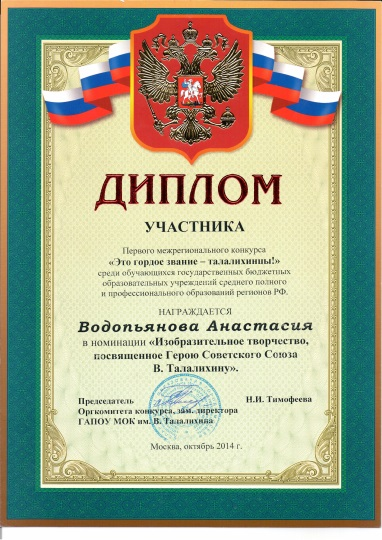 ДИПЛОМ
УЧАСТНИКА
Первого межрегионального конкурса
«Это гордое звание – талалихинцы!»
среди обучающихся государственных бюджетных
образовательных учреждений среднего полного
и профессионального образований регионов РФ.
НАГРАЖДАЕТСЯ
Водопьянова Анастасия
в номинации «Изобразительное творчество,
посвященное Герою Советского Союза
В. Талалихину».
Председатель Н.И. Тимофеева
Оргкомитета конкурса, зам. директора
ГАПОУ МОК им. В. Талалихина
Москва, октябрь 2014 г.